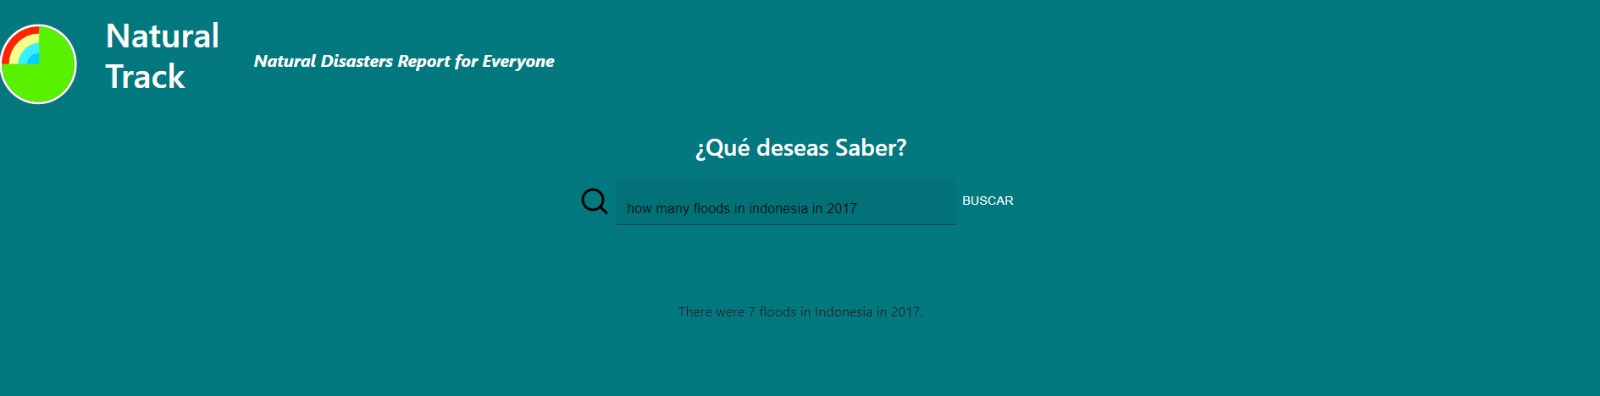 Natural
Track
Natural Disasters Report for Everyone
¿Qué deseas Saber?
how many floods in indonesia in 2017
BUSCAR
There were 7 floods in Indonesia in 2017.